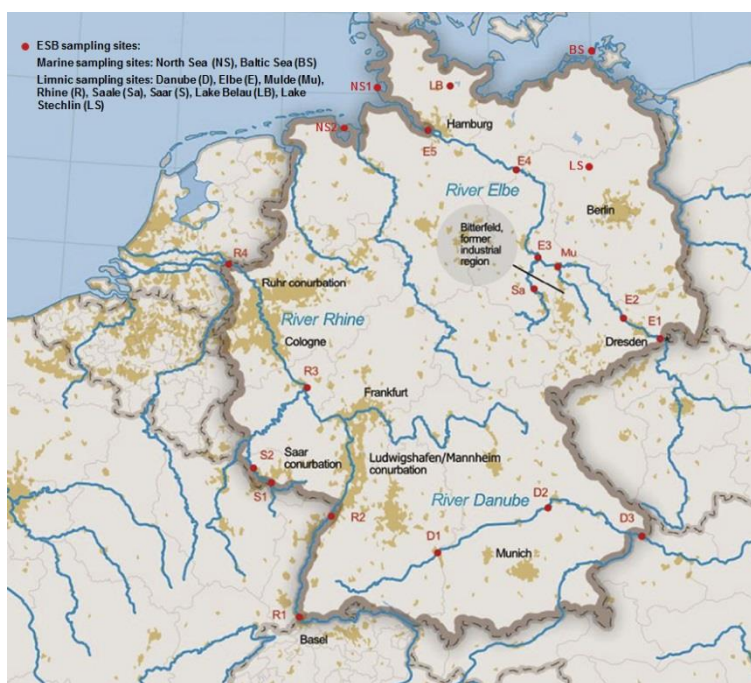 ESB sampling sites:
Marine sampling sites: North Sea (NS), Baltic Sea (BS)
Limnic sampling sites: Danube (D), Elbe (E), Mulde (Mu),
Rhine (R), Saale (Sa), Saar (S), Lake Belau (LB), Lake
Stechlin (LS)
BS
NS1
LB
NS2
Hamburg
E5
E4
LS
River Elbe
Berlin
Bitterfeld,
former
industrial
region
E3
Mu
R4
Ruhr conurbation
Sa
E2
River Rhine
E1
Cologne
Dresden
R3
Frankfurt
S2
Saar
conurbation
Ludwigshafen/Mannheim
conurbation
S1
River Danube
D2
R2
D1
D3
Munich
R1
Basel